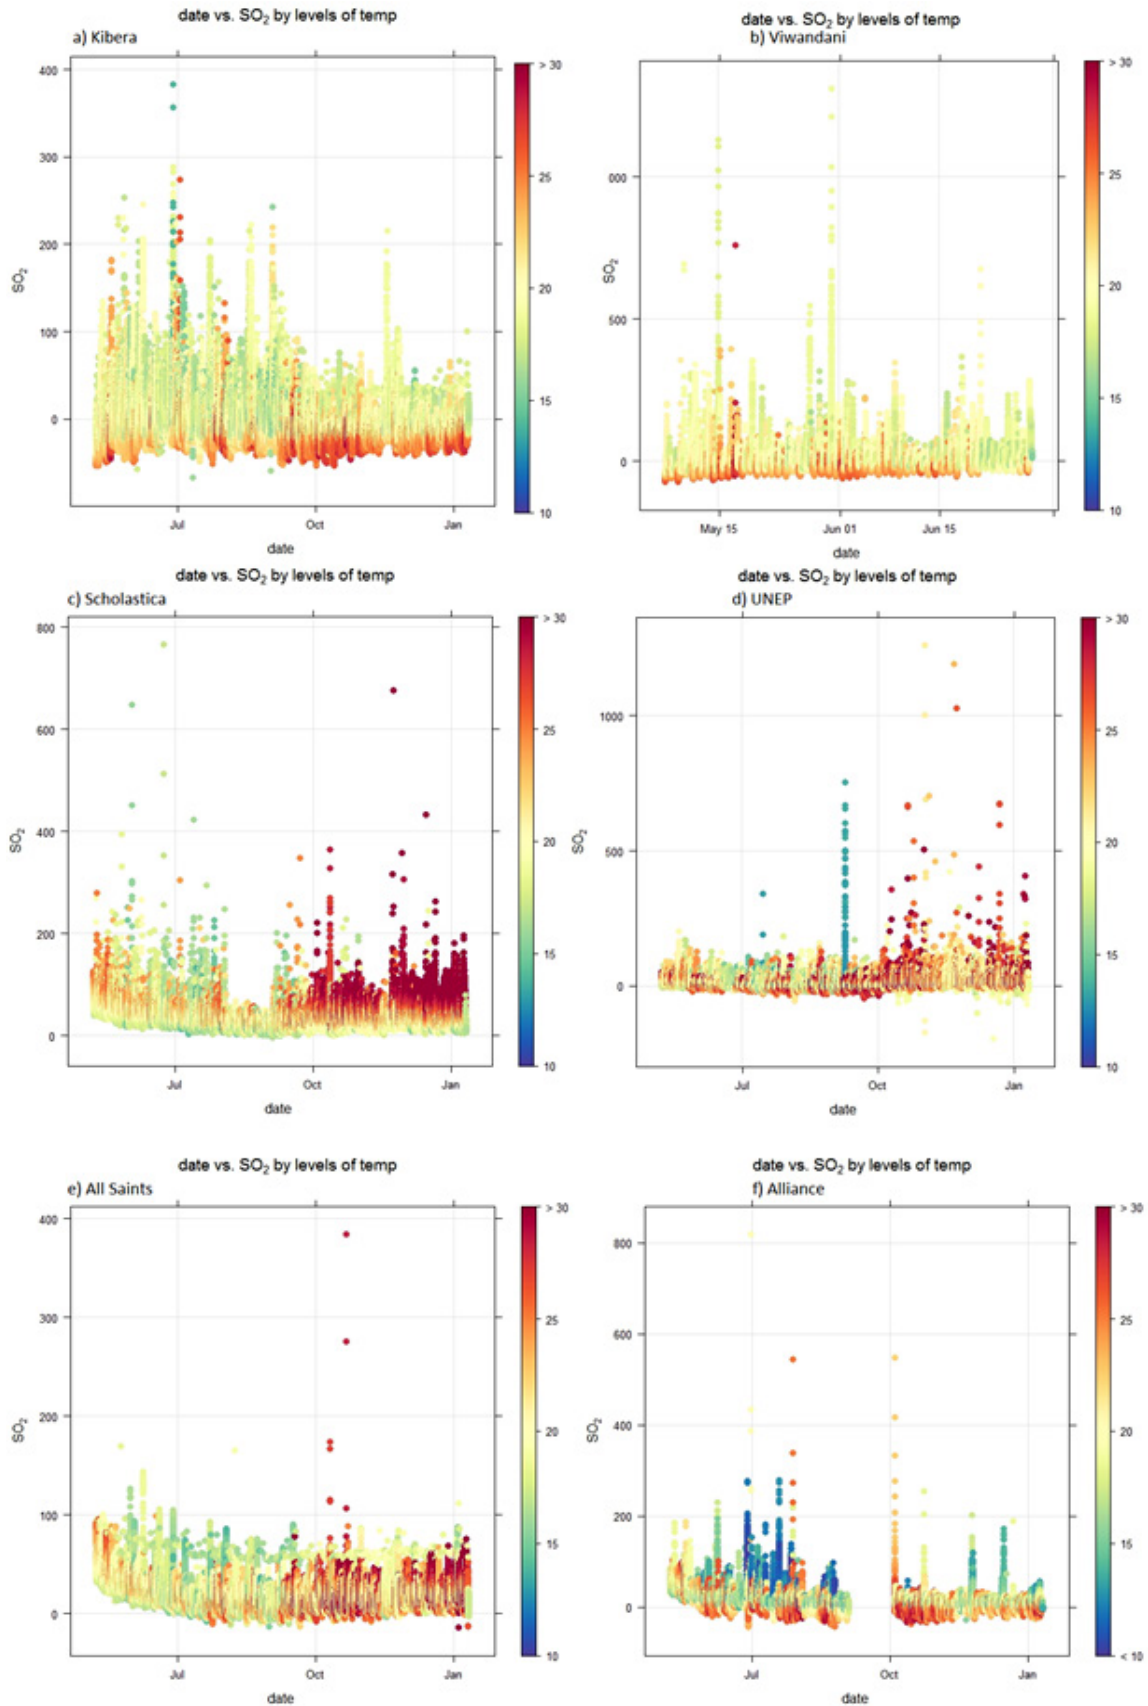 date vs. SO₂ by levels of temp
a) Kibera
400
300
200
100
0
SO₂
Jul
Oct
Jan
date
> 30
25
20
15
10
date vs. SO₂ by levels of temp
b) Viwandani
000
500
0
SO₂
May 15
Jun 01
Jun 15
date
> 30
25
20
15
10
date vs. SO₂ by levels of temp
c) Scholastica
800
600
400
200
0
SO₂
Jul
Oct
Jan
date
> 30
25
20
15
10
date vs. SO₂ by levels of temp
d) UNEP
1000
500
0
SO₂
Jul
Oct
Jan
date
> 30
25
20
15
10
date vs. SO₂ by levels of temp
e) All Saints
400
300
200
100
0
SO₂
Jul
Oct
Jan
date
> 30
25
20
15
10
date vs. SO₂ by levels of temp
f) Alliance
800
600
400
200
0
SO₂
Jul
Oct
Jan
date
> 30
25
20
15
< 10